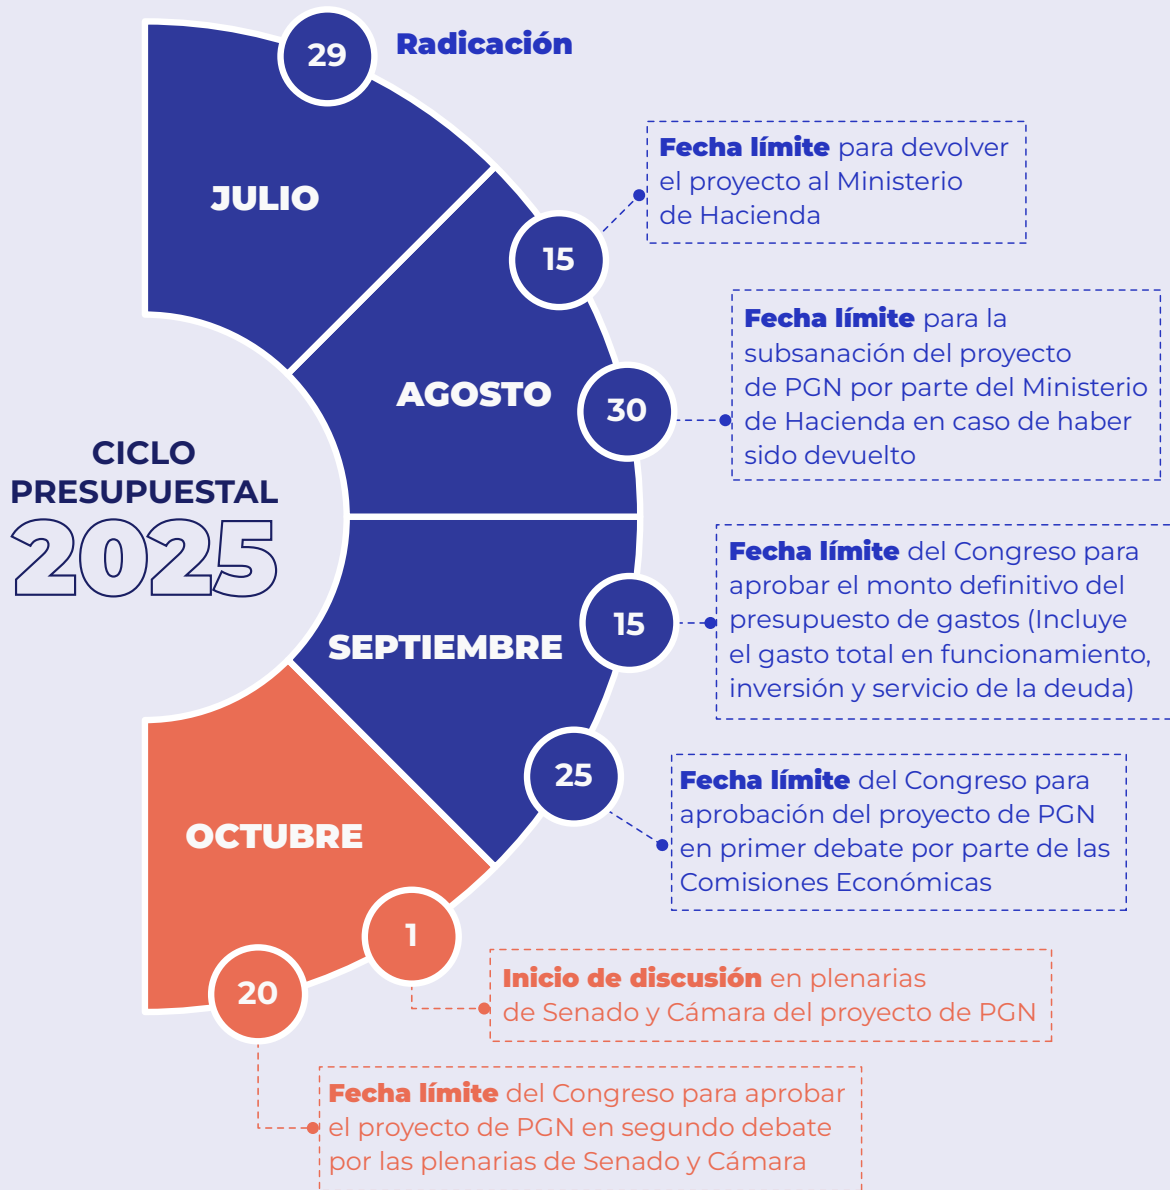 CICLO
PRESUPUESTAL
2025
JULIO
29
Radicación
AGOSTO
15
Fecha límite para devolver
el proyecto al Ministerio
de Hacienda
30
Fecha límite para la
subsanación del proyecto
de PGN por parte del Ministerio
de Hacienda en caso de haber
sido devuelto
SEPTIEMBRE
15
Fecha límite del Congreso para
aprobar el monto definitivo del
presupuesto de gastos (Incluye
el gasto total en funcionamiento,
inversión y servicio de la deuda)
25
Fecha límite del Congreso para
aprobación del proyecto de PGN
en primer debate por parte de las
Comisiones Económicas
OCTUBRE
1
Inicio de discusión en plenarias
de Senado y Cámara del proyecto de PGN
20
Fecha límite del Congreso para aprobar
el proyecto de PGN en segundo debate
por las plenarias de Senado y Cámara